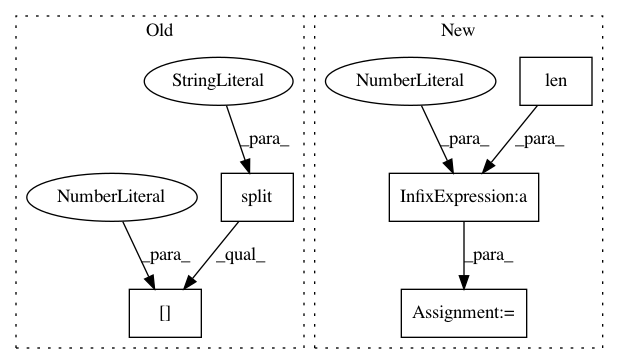 Old
New
StringLiteral
NumberLiteral
len
_para_
_para_
_para_
NumberLiteral
split
InfixExpression:a
_para_
_qual_
_para_
[]
Assignment:=